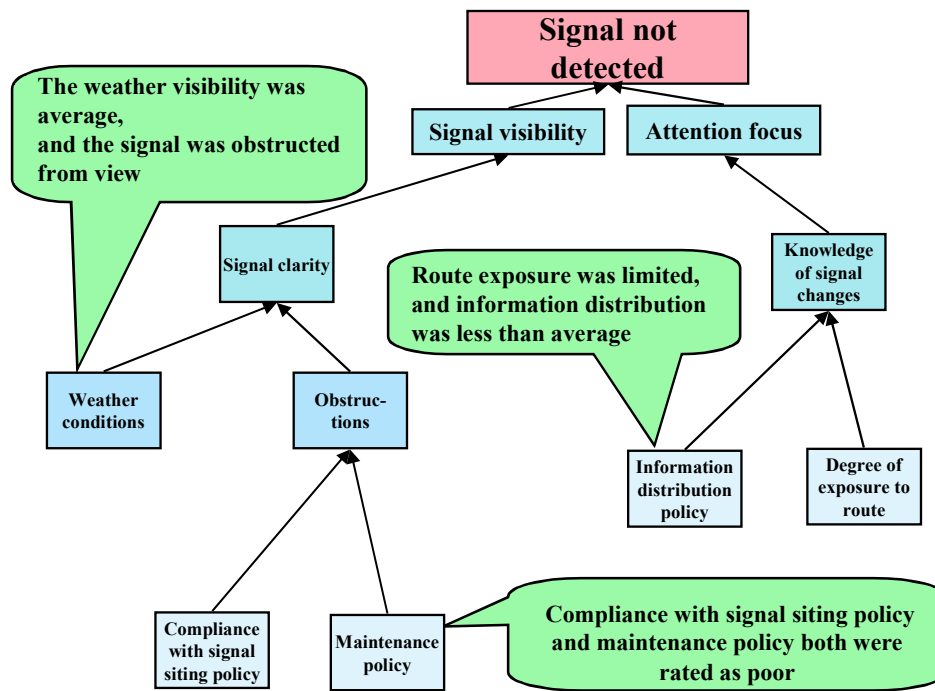 Signal not
detected
The weather visibility was
average,
and the signal was obstructed
from view
Signal visibility
Attention focus
Signal clarity
Knowledge
of signal
changes
Route exposure was limited,
and information distribution
was less than average
Weather
conditions
Obstruc-
tions
Information
distribution
policy
Degree of
exposure to
route
Compliance
with signal
siting policy
Maintenance
policy
Compliance with signal siting policy
and maintenance policy both were
rated as poor